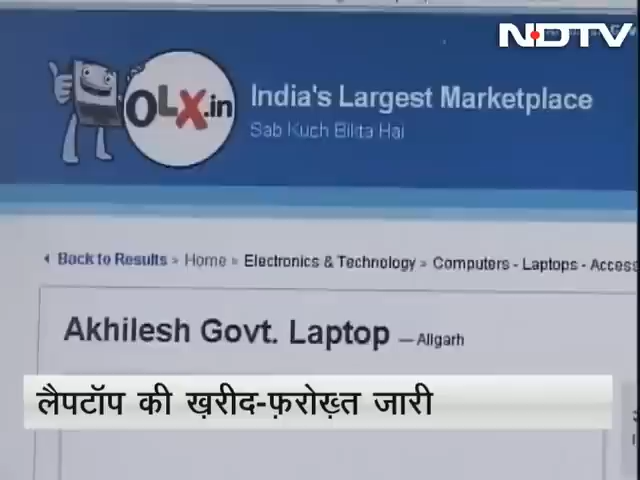 NDTV
OLX.in
India's Largest Marketplace
Sab Kuch Bikta Hai
Back to Results » Home » Electronics & Technology » Computers - Laptops - Access
Akhilesh Govt. Laptop — Aligarh
लैपटॉप की ख़रीद-फ़रोख़्त जारी